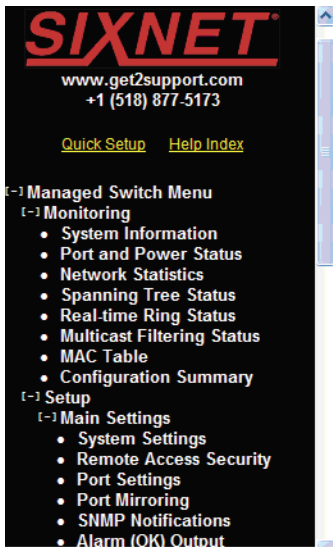 SIXNET®
www.get2support.com
+1 (518) 877-5173
Quick Setup Help Index
[-] Managed Switch Menu
[-] Monitoring
• System Information
• Port and Power Status
• Network Statistics
• Spanning Tree Status
• Real-time Ring Status
• Multicast Filtering Status
• MAC Table
• Configuration Summary
[-] Setup
[-] Main Settings
• System Settings
• Remote Access Security
• Port Settings
• Port Mirroring
• SNMP Notifications
• Alarm (OK) Output